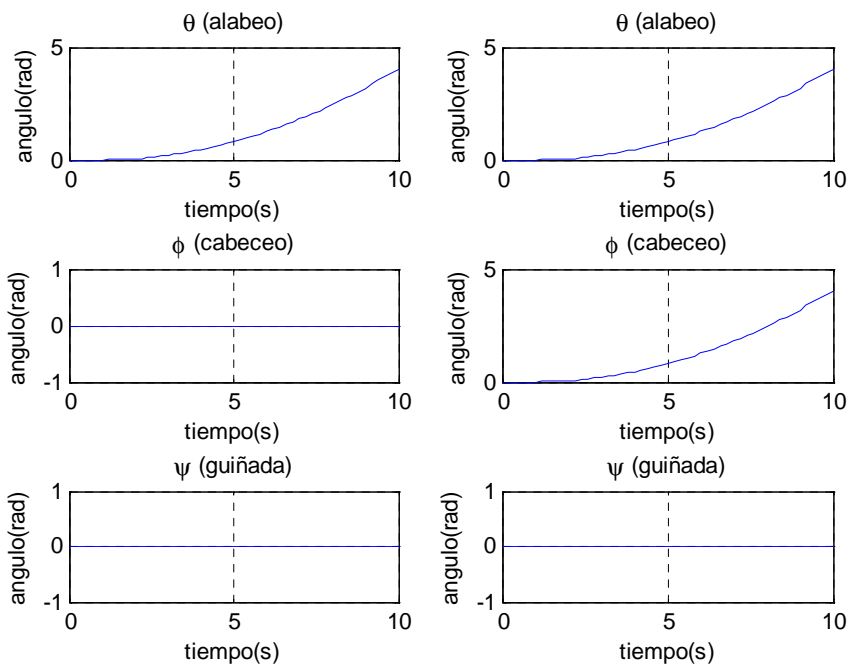 θ (alabeo)
5
angulo(rad)
0
0
5
10
tiempo(s)
θ (alabeo)
5
angulo(rad)
0
0
5
10
tiempo(s)
ϕ (cabeceo)
1
angulo(rad)
0
-1
0
5
10
tiempo(s)
ϕ (cabeceo)
5
angulo(rad)
0
0
5
10
tiempo(s)
ψ (guiñada)
1
angulo(rad)
0
-1
0
5
10
tiempo(s)
ψ (guiñada)
1
angulo(rad)
0
-1
0
5
10
tiempo(s)